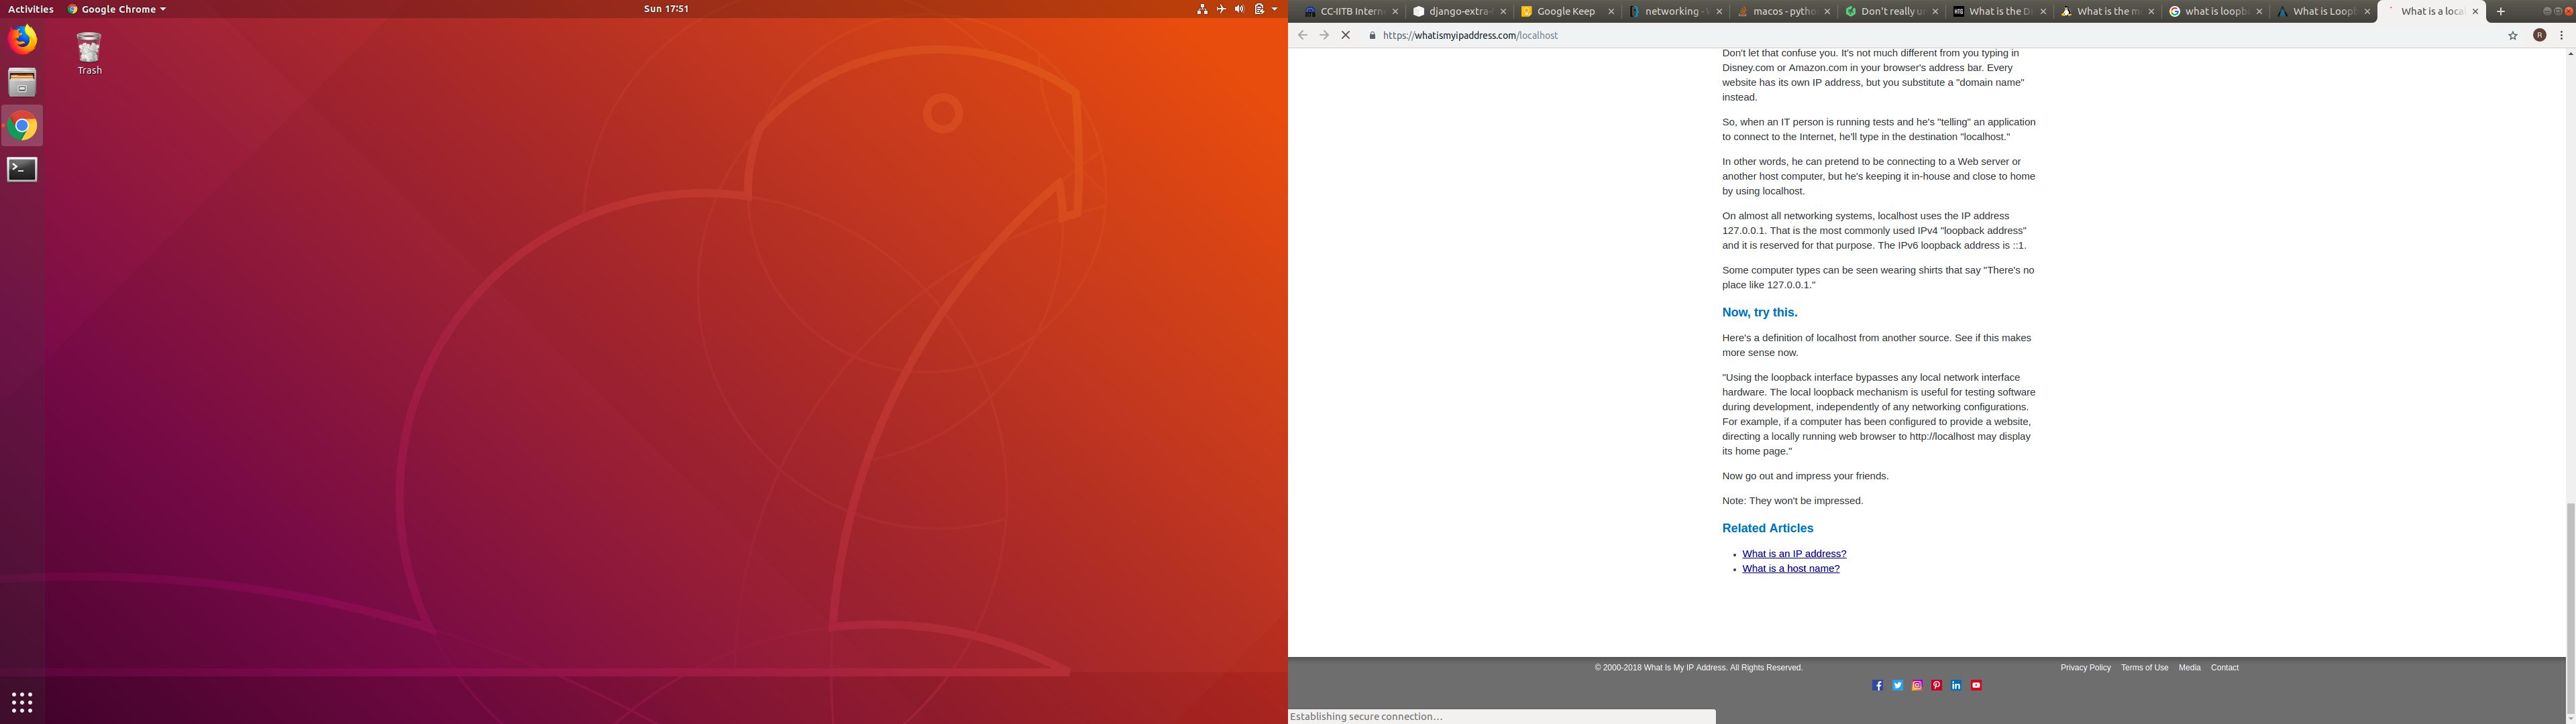 Activities
Google Chrome
Sun 17:51
Trash
CC-IITB Intern
django-extra-
Google Keep
networking -
macos - pytho
Don't really u
What is the D
What is the m
what is loopb
What is Loopb
What is a local
https://whatismyipaddress.com/localhost
R
Don't let that confuse you. It's not much different from you typing in
Disney.com or Amazon.com in your browser's address bar. Every
website has its own IP address, but you substitute a "domain name"
instead.
So, when an IT person is running tests and he's "telling" an application
to connect to the Internet, he'll type in the destination "localhost."
In other words, he can pretend to be connecting to a Web server or
another host computer, but he's keeping it in-house and close to home
by using localhost.
On almost all networking systems, localhost uses the IP address
127.0.0.1. That is the most commonly used IPv4 "loopback address"
and it is reserved for that purpose. The IPv6 loopback address is ::1.
Some computer types can be seen wearing shirts that say "There's no
place like 127.0.0.1."
Now, try this.
Here's a definition of localhost from another source. See if this makes
more sense now.
"Using the loopback interface bypasses any local network interface
hardware. The local loopback mechanism is useful for testing software
during development, independently of any networking configurations.
For example, if a computer has been configured to provide a website,
directing a locally running web browser to http://localhost may display
its home page."
Now go out and impress your friends.
Note: They won't be impressed.
Related Articles
What is an IP address?
What is a host name?
© 2000-2018 What Is My IP Address. All Rights Reserved.
Privacy Policy Terms of Use Media Contact
Establishing secure connection...